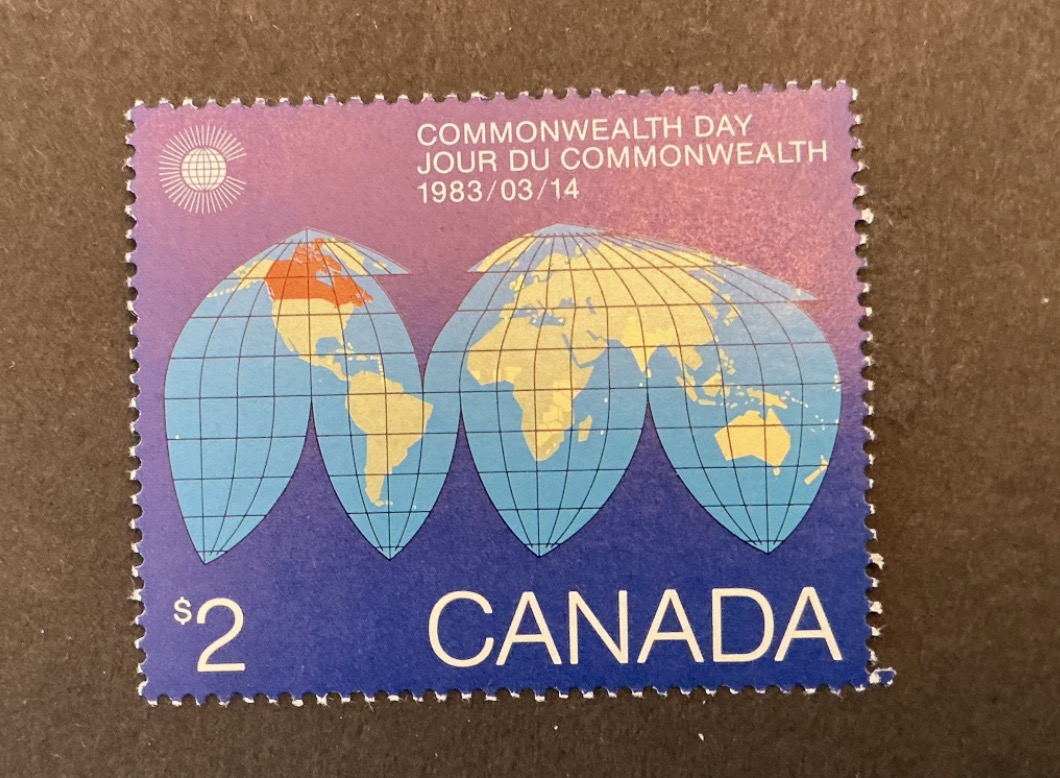 COMMONWEALTH DAY
JOUR DU COMMONWEALTH
1983/03/14
$2
CANADA